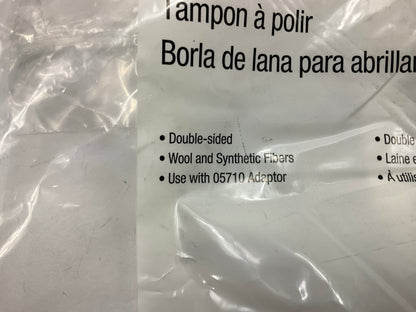 Tampon à polir
Borla de lana para abrillan
• Double-sided
• Wool and Synthetic Fibers
• Use with 05710 Adaptor
• Double
• Laine e
• À utilis